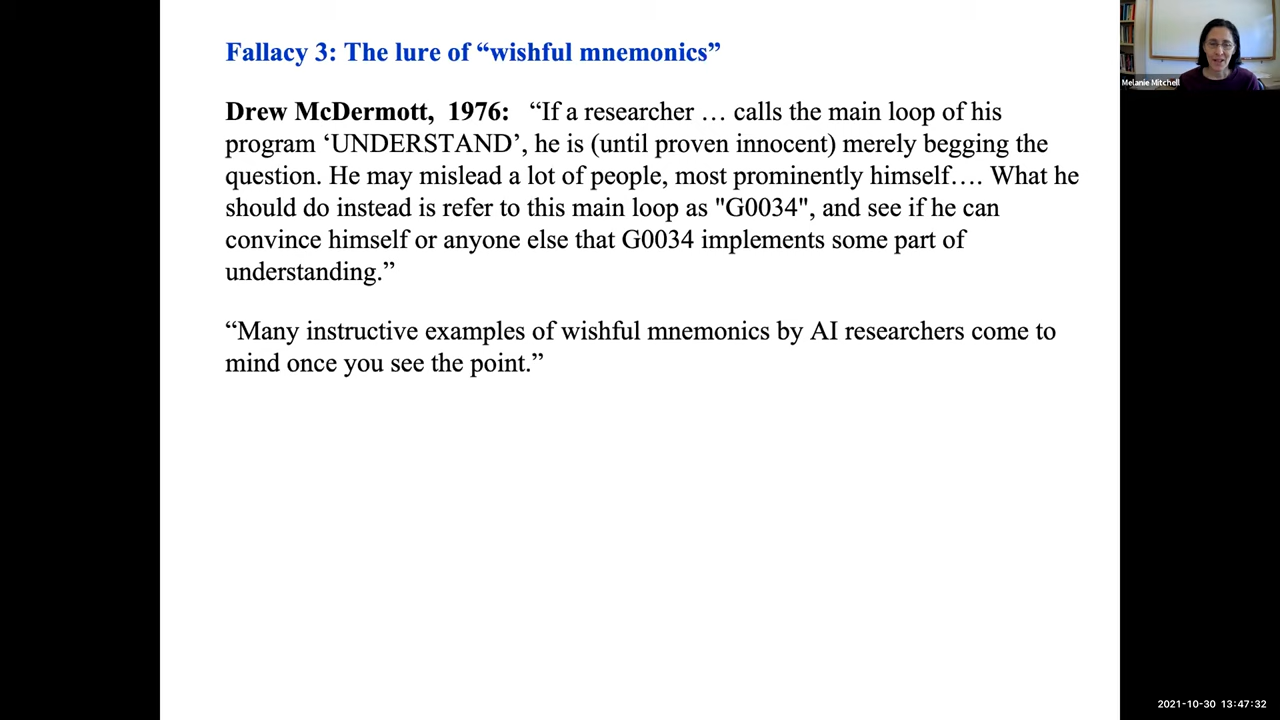 Fallacy 3: The lure of “wishful mnemonics”
Drew McDermott, 1976: “If a researcher … calls the main loop of his
program ‘UNDERSTAND’, he is (until proven innocent) merely begging the
question. He may mislead a lot of people, most prominently himself…. What he
should do instead is refer to this main loop as "G0034", and see if he can
convince himself or anyone else that G0034 implements some part of
understanding.”
“Many instructive examples of wishful mnemonics by AI researchers come to
mind once you see the point.”
Melanie Mitchell
2021-10-30 13:47:32